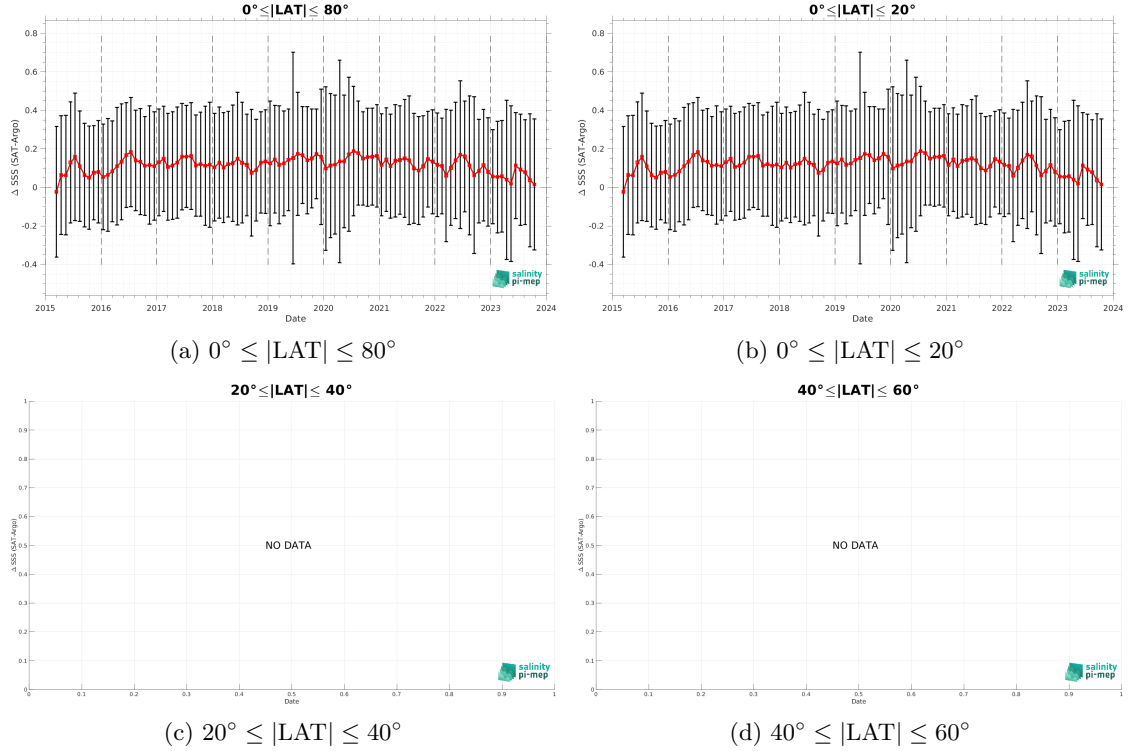 0°≤|LAT|≤ 80°
0.8
0.6
0.4
0.2
0
-0.2
-0.4
Δ SSS (SAT-Argo)
2015 2016 2017 2018 2019 2020 2021 2022 2023 2024
Date
salinity
pi-mep
(a) 0° ≤ |LAT| ≤ 80°
0°≤|LAT|≤ 20°
0.8
0.6
0.4
0.2
0
-0.2
-0.4
Δ SSS (SAT-Argo)
2015 2016 2017 2018 2019 2020 2021 2022 2023 2024
Date
salinity
pi-mep
(b) 0° ≤ |LAT| ≤ 20°
20°≤|LAT|≤ 40°
1
0.9
0.8
0.7
0.6
0.5
0.4
0.3
0.2
0.1
0
Δ SSS (SAT-Argo)
NO DATA
0 0.1 0.2 0.3 0.4 0.5 0.6 0.7 0.8 0.9 1
Date
salinity
pi-mep
(c) 20° ≤ |LAT| ≤ 40°
40°≤|LAT|≤ 60°
1
0.9
0.8
0.7
0.6
0.5
0.4
0.3
0.2
0.1
0
Δ SSS (SAT-Argo)
NO DATA
0 0.1 0.2 0.3 0.4 0.5 0.6 0.7 0.8 0.9 1
Date
salinity
pi-mep
(d) 40° ≤ |LAT| ≤ 60°